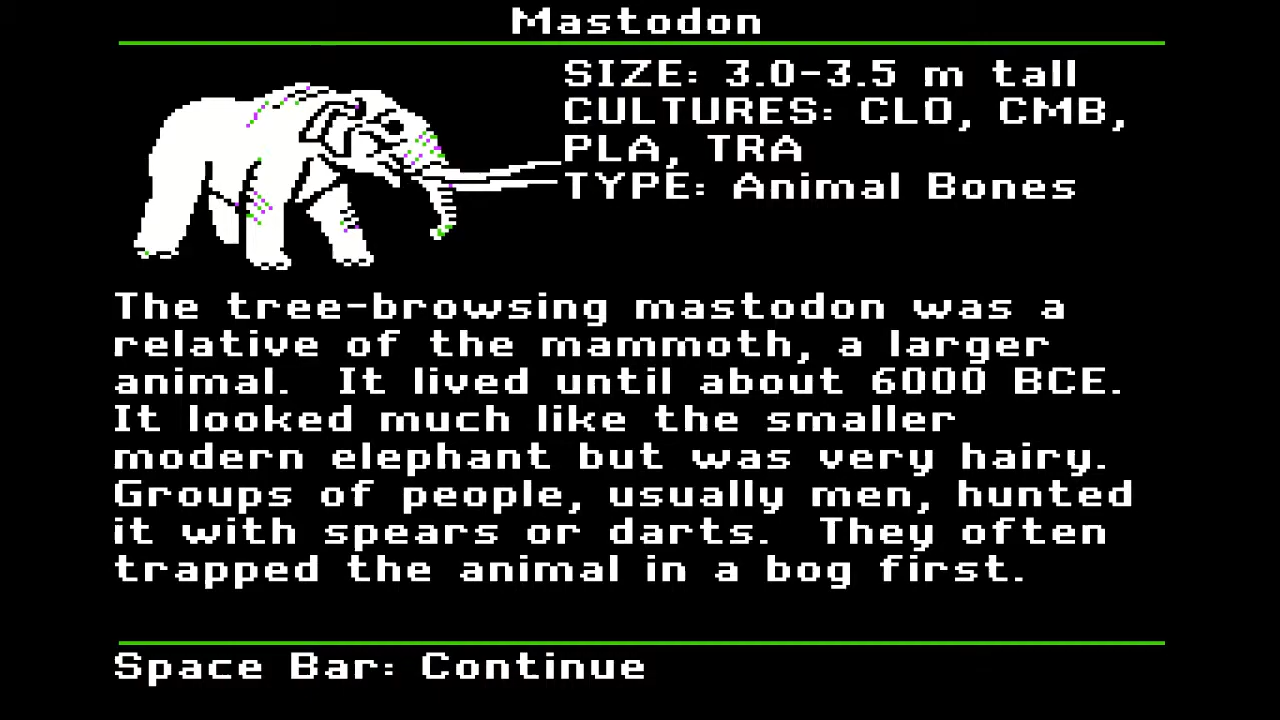 Mastodon
SIZE: 3.0-3.5 m tall
CULTURES: CLO, CMB,
PLA, TRA
TYPE: Animal Bones
The tree-browsing mastodon was a
relative of the mammoth, a larger
animal.  It lived until about 6000 BCE.
It looked much like the smaller
modern elephant but was very hairy.
Groups of people, usually men, hunted
it with spears or darts.  They often
trapped the animal in a bog first.
Space Bar: Continue